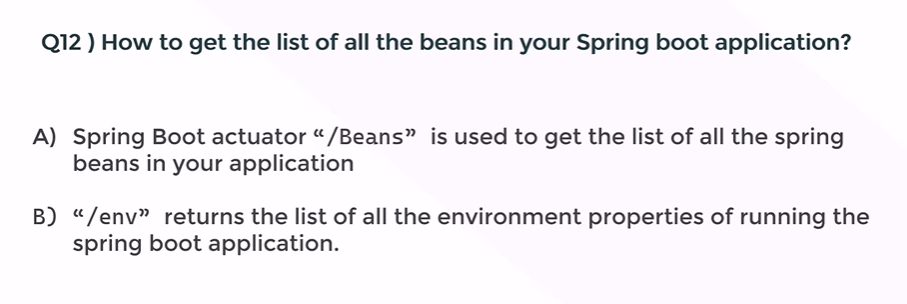 Q12 ) How to get the list of all the beans in your Spring boot application?
A) Spring Boot actuator “/Beans” is used to get the list of all the spring
beans in your application
B) “/env” returns the list of all the environment properties of running the
spring boot application.